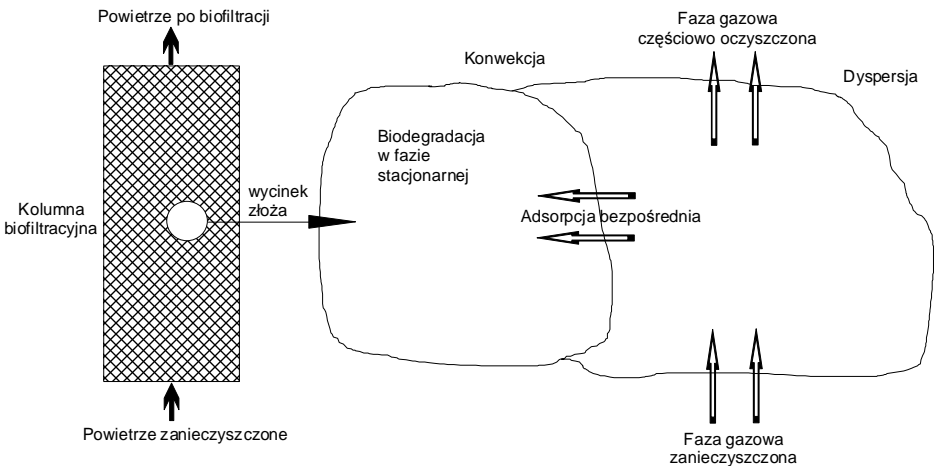 Powietrze po biofiltracji
Kolumna
biofiltracyjna
wycinek
złoża
Powietrze zanieczyszczone
Konwekcja
Biodegradacja
w fazie
stacjonarnej
Adsorpcja bezpośrednia
Faza gazowa
częściowo oczyszczona
Dyspersja
Faza gazowa
zanieczyszczona